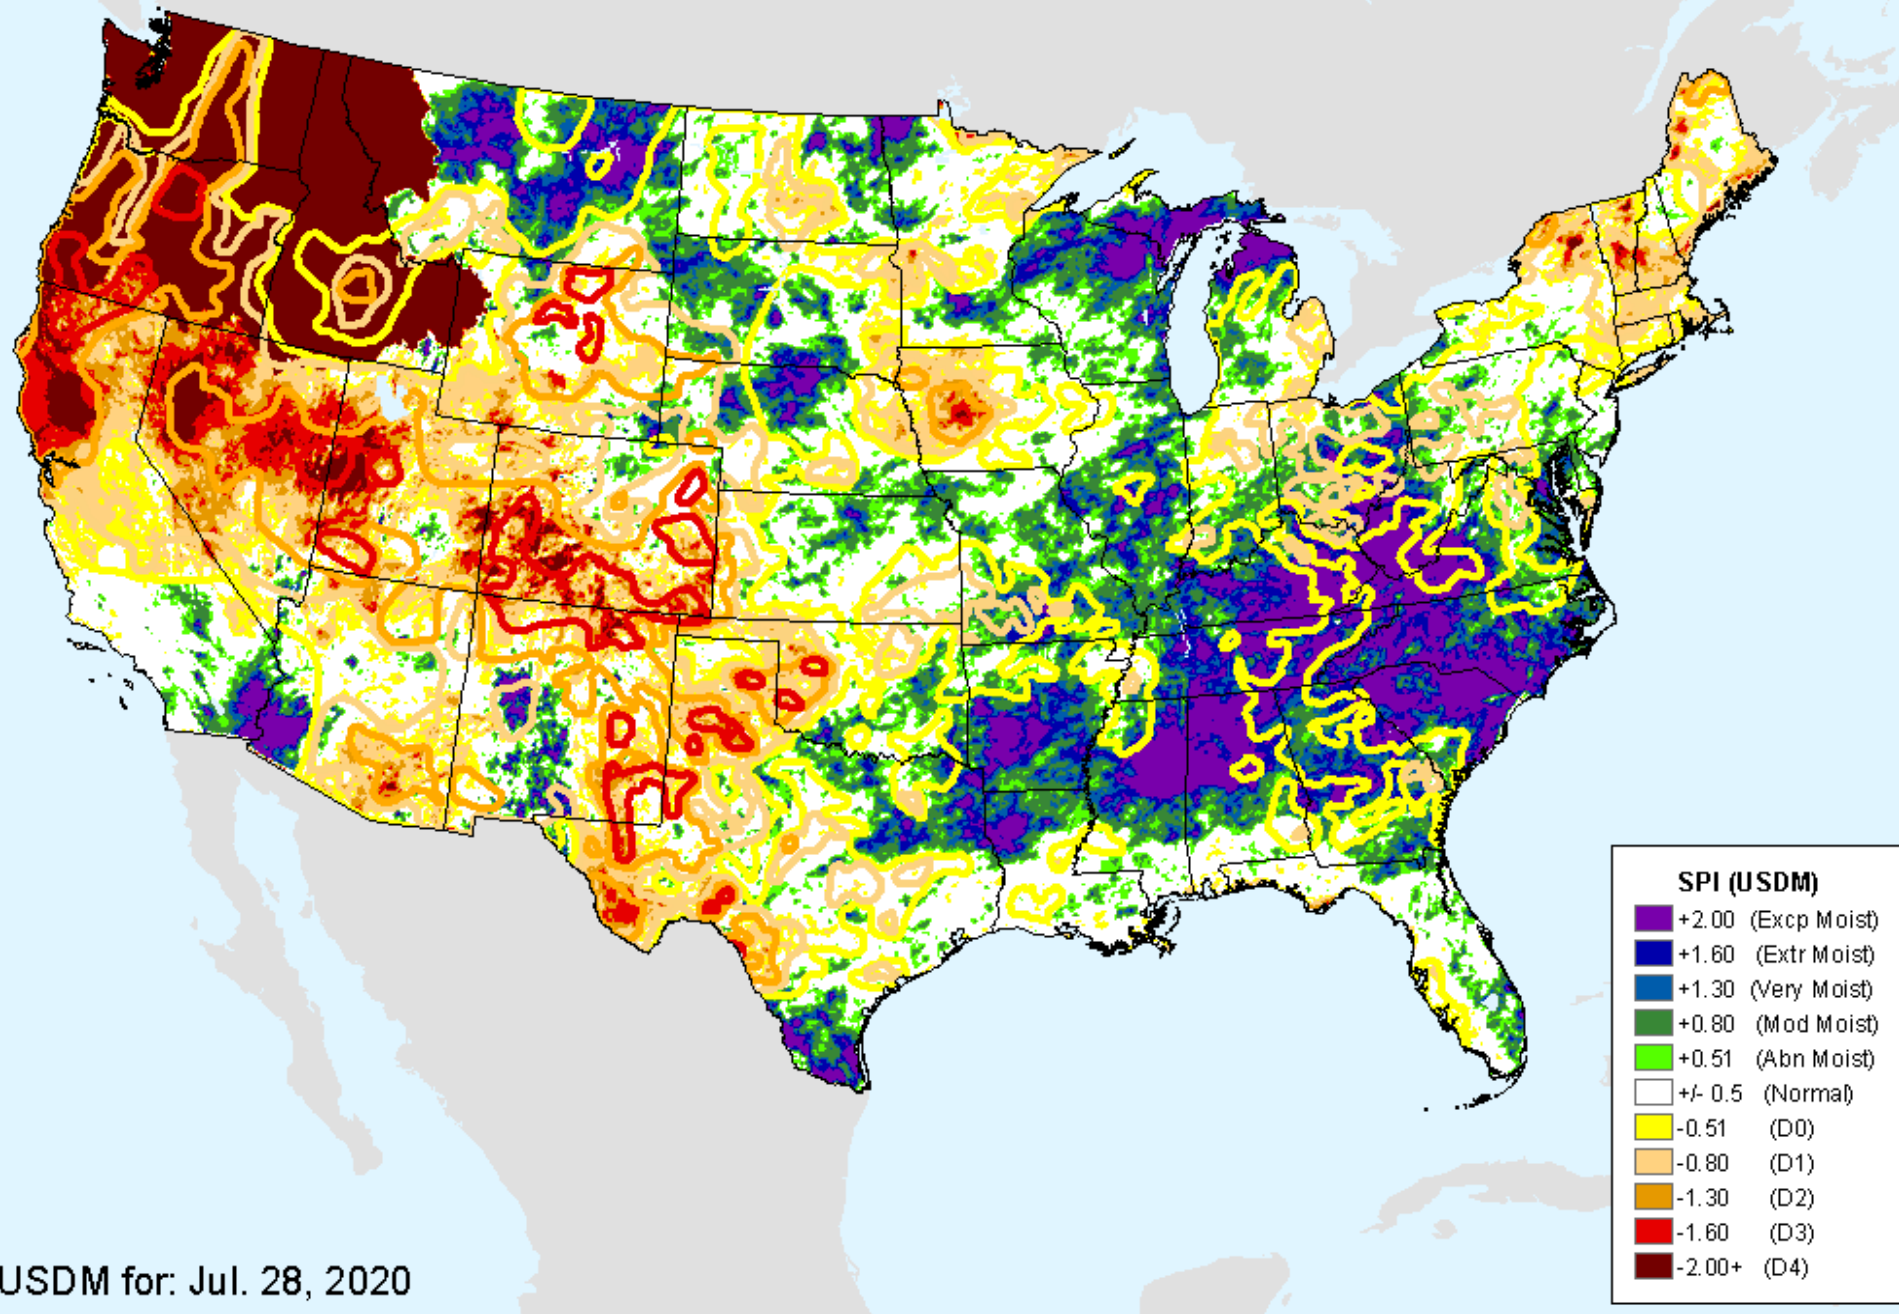 SPI (USDM)
+2.00 (Excp Moist)
+1.60 (Extr Moist)
+1.30 (Very Moist)
+0.80 (Mod Moist)
+0.51 (Abn Moist)
+/- 0.5 (Normal)
-0.51 (D0)
-0.80 (D1)
-1.30 (D2)
-1.60 (D3)
-2.00+ (D4)
USDM for: Jul. 28, 2020